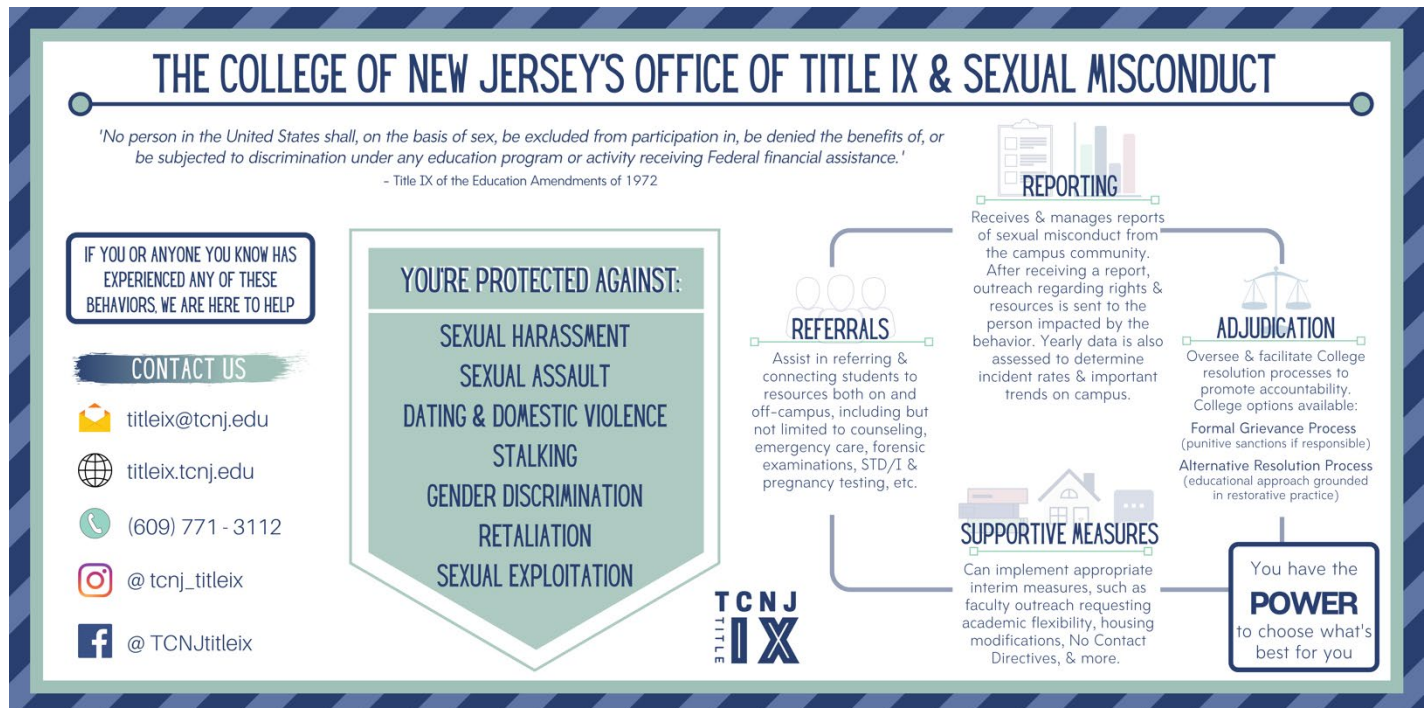 THE COLLEGE OF NEW JERSEY'S OFFICE OF TITLE IX & SEXUAL MISCONDUCT
'No person in the United States shall, on the basis of sex, be excluded from participation in, be denied the benefits of, or
be subjected to discrimination under any education program or activity receiving Federal financial assistance.'
- Title IX of the Education Amendments of 1972
IF YOU OR ANYONE YOU KNOW HAS
EXPERIENCED ANY OF THESE
BEHAVIORS, WE ARE HERE TO HELP
CONTACT US
titleix@tcnj.edu
titleix.tcnj.edu
(609) 771 - 3112
@ tcnj_titleix
@ TCNJtitleix
YOU'RE PROTECTED AGAINST:
SEXUAL HARASSMENT
SEXUAL ASSAULT
DATING & DOMESTIC VIOLENCE
STALKING
GENDER DISCRIMINATION
RETALIATION
SEXUAL EXPLOITATION
TCNJ
TITLE
IX
REFERRALS
Assist in referring &
connecting students to
resources both on and
off-campus, including but
not limited to counseling,
emergency care, forensic
examinations, STD/I &
pregnancy testing, etc.
REPORTING
Receives & manages reports
of sexual misconduct from
the campus community.
After receiving a report,
outreach regarding rights &
resources is sent to the
person impacted by the
behavior. Yearly data is also
assessed to determine
incident rates & important
trends on campus.
ADJUDICATION
Oversee & facilitate College
resolution processes to
promote accountability.
College options available:
Formal Grievance Process
(punitive sanctions if responsible)
Alternative Resolution Process
(educational approach grounded
in restorative practice)
SUPPORTIVE MEASURES
Can implement appropriate
interim measures, such as
faculty outreach requesting
academic flexibility, housing
modifications, No Contact
Directives, & more.
You have the
POWER
to choose what's
best for you